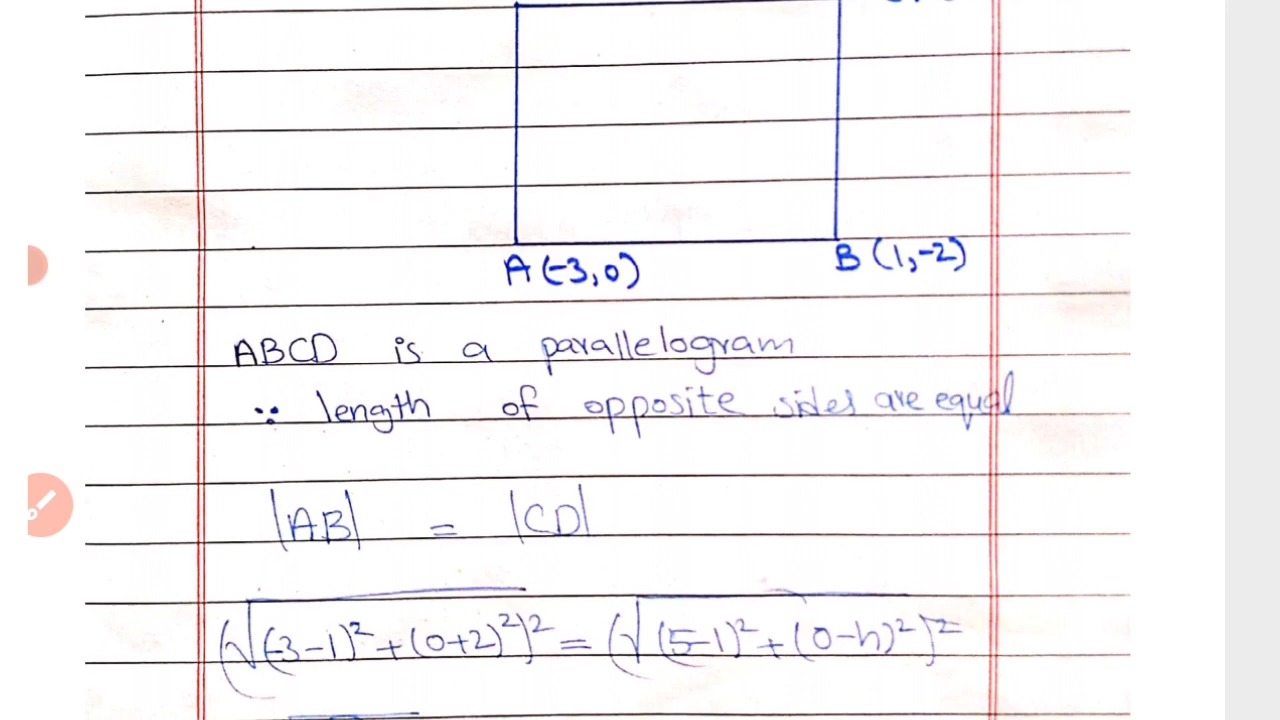 A (-3,0)
B (1,-2)
ABCD is a parallelogram
∵ length of opposite sides are equal
|AB| = |CD|
(√(-3-1)²+(0+2)²)² = (√(5-1)²+(0-h)²)²